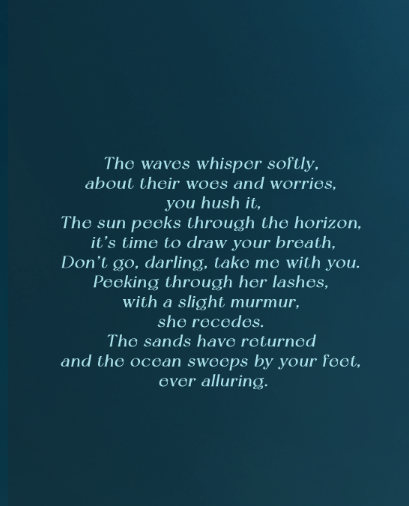 The waves whisper softly,
about their woes and worries,
you hush it,
The sun peeks through the horizon,
it's time to draw your breath,
Don't go, darling, take me with you.
Peeking through her lashes,
with a slight murmur,
she recedes.
The sands have returned
and the ocean sweeps by your feet,
ever alluring.